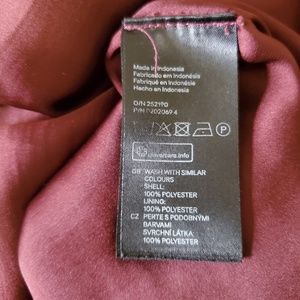 Made in Indonesia
Fabricado em Indonésia
Fabriqué en Indonésie
Hecho en Indonesia
O/N 252190
P/N 
P
clevercare.info
GB WASH WITH SIMILAR
COLOURS
SHELL:
100% POLYESTER
LINING:
100% POLYESTER
CZ PERTE S PODOBNÝMI
BARVAMI
SVRCHNÍ LÁTKA:
100% POLYESTER